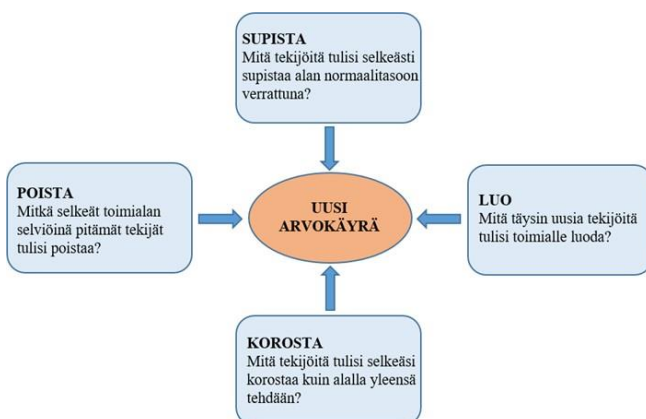 SUPISTA
Mitä tekijöitä tulisi selkeästi
supistaa alan normaalitasoon
verrattuna?
POISTA
Mitkä selkeät toimialan
selviöinä pitämät tekijät
tulisi poistaa?
UUSI
ARVOKÄYRÄ
LUO
Mitä täysin uusia tekijöitä
tulisi toimialle luoda?
KOROSTA
Mitä tekijöitä tulisi selkeäsi
korostaa kuin alalla yleensä
tehdään?